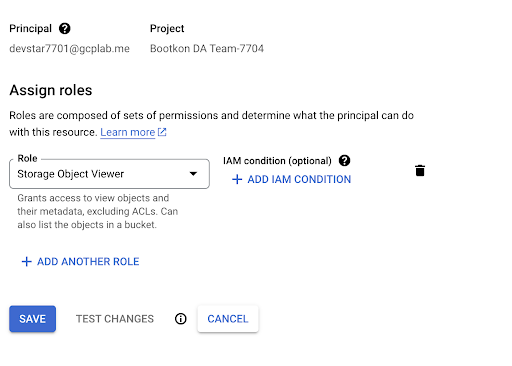 Principal
Project
devstar7701@gcplab.me
Bootkon DA Team-7704
Assign roles
Roles are composed of sets of permissions and determine what the principal can do
with this resource. Learn more
Role
IAM condition (optional)
Storage Object Viewer
ADD IAM CONDITION
Grants access to view objects and
their metadata, excluding ACLs. Can
also list the objects in a bucket.
ADD ANOTHER ROLE
SAVE
TEST CHANGES
CANCEL